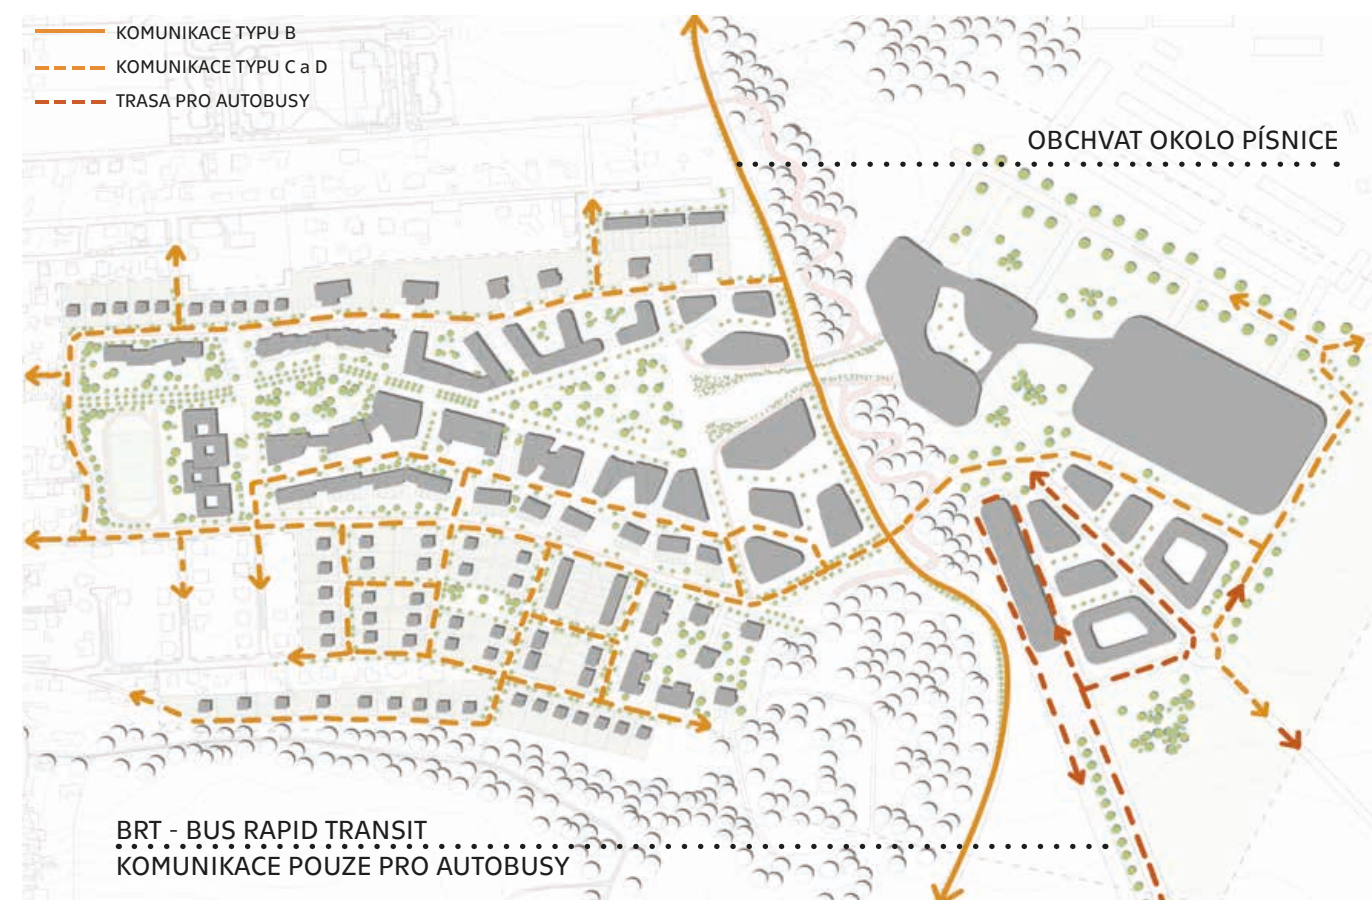 KOMUNIKACE TYPU B
KOMUNIKACE TYPU C a D
TRASA PRO AUTOBUSY
OBCHVAT OKOLO PÍSNICE
BRT - BUS RAPID TRANSIT
KOMUNIKACE POUZE PRO AUTOBUSY